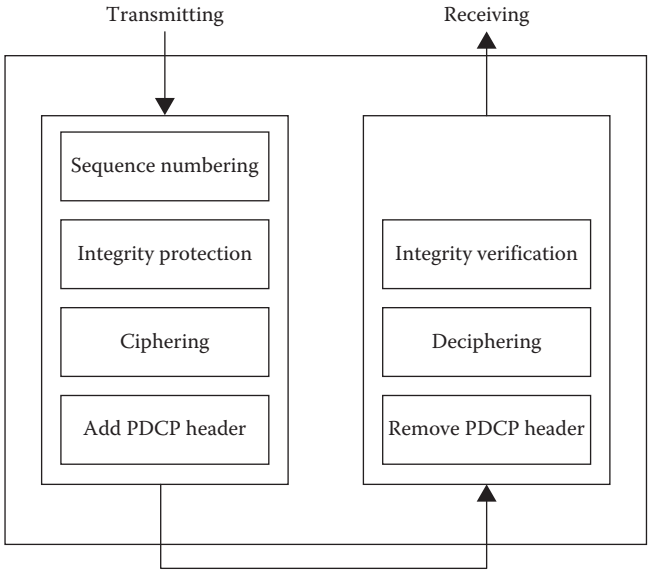 Transmitting
Receiving
Sequence numbering
Integrity protection
Ciphering
Add PDCP header
Integrity verification
Deciphering
Remove PDCP header